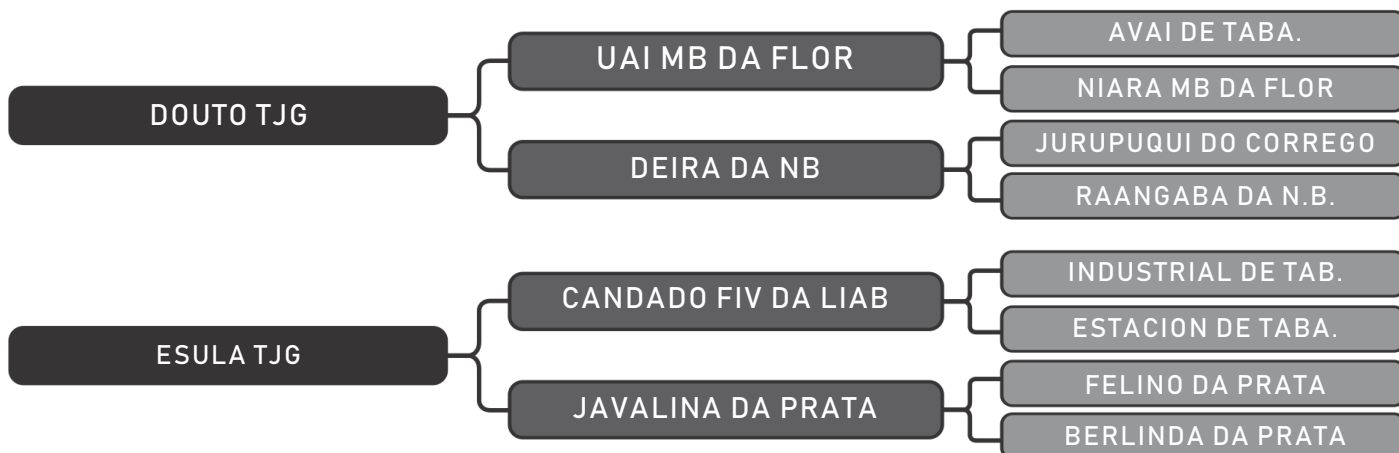 DOUTO TJG
UAI MB DA FLOR
AVAI DE TABA.
NIARA MB DA FLOR
DEIRA DA NB
JURUPUQUI DO CORREGO
RAANGABA DA N.B.
ESULA TJG
CANDADO FIV DA LIAB
INDUSTRIAL DE TAB.
ESTACION DE TABA.
JAVALINA DA PRATA
FELINO DA PRATA
BERLINDA DA PRATA